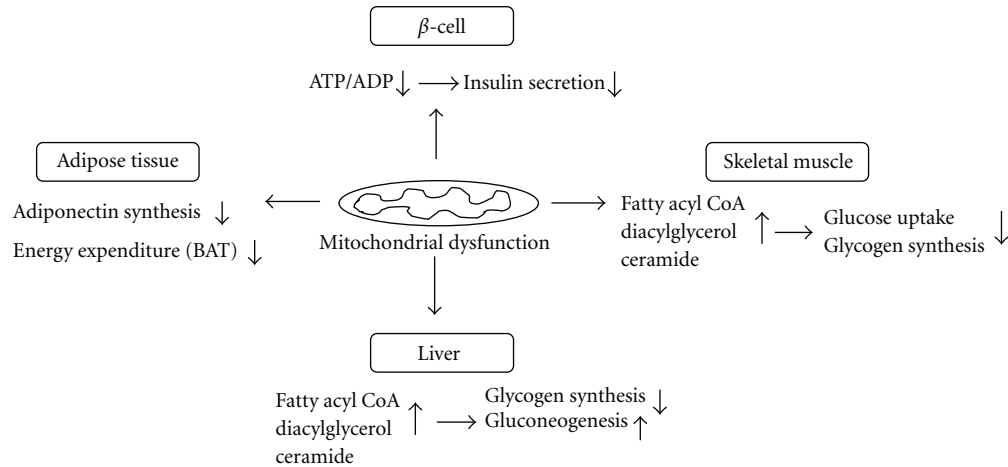 β-cell
ATP/ADP ↓ → Insulin secretion ↓
Adipose tissue
Adiponectin synthesis ↓
Energy expenditure (BAT) ↓
Mitochondrial dysfunction
Skeletal muscle
Fatty acyl CoA
diacylglycerol
ceramide
↑ →
Glucose uptake
Glycogen synthesis
↓
Liver
Fatty acyl CoA
diacylglycerol
ceramide
↑ →
Glycogen synthesis ↓
Gluconeogenesis ↑